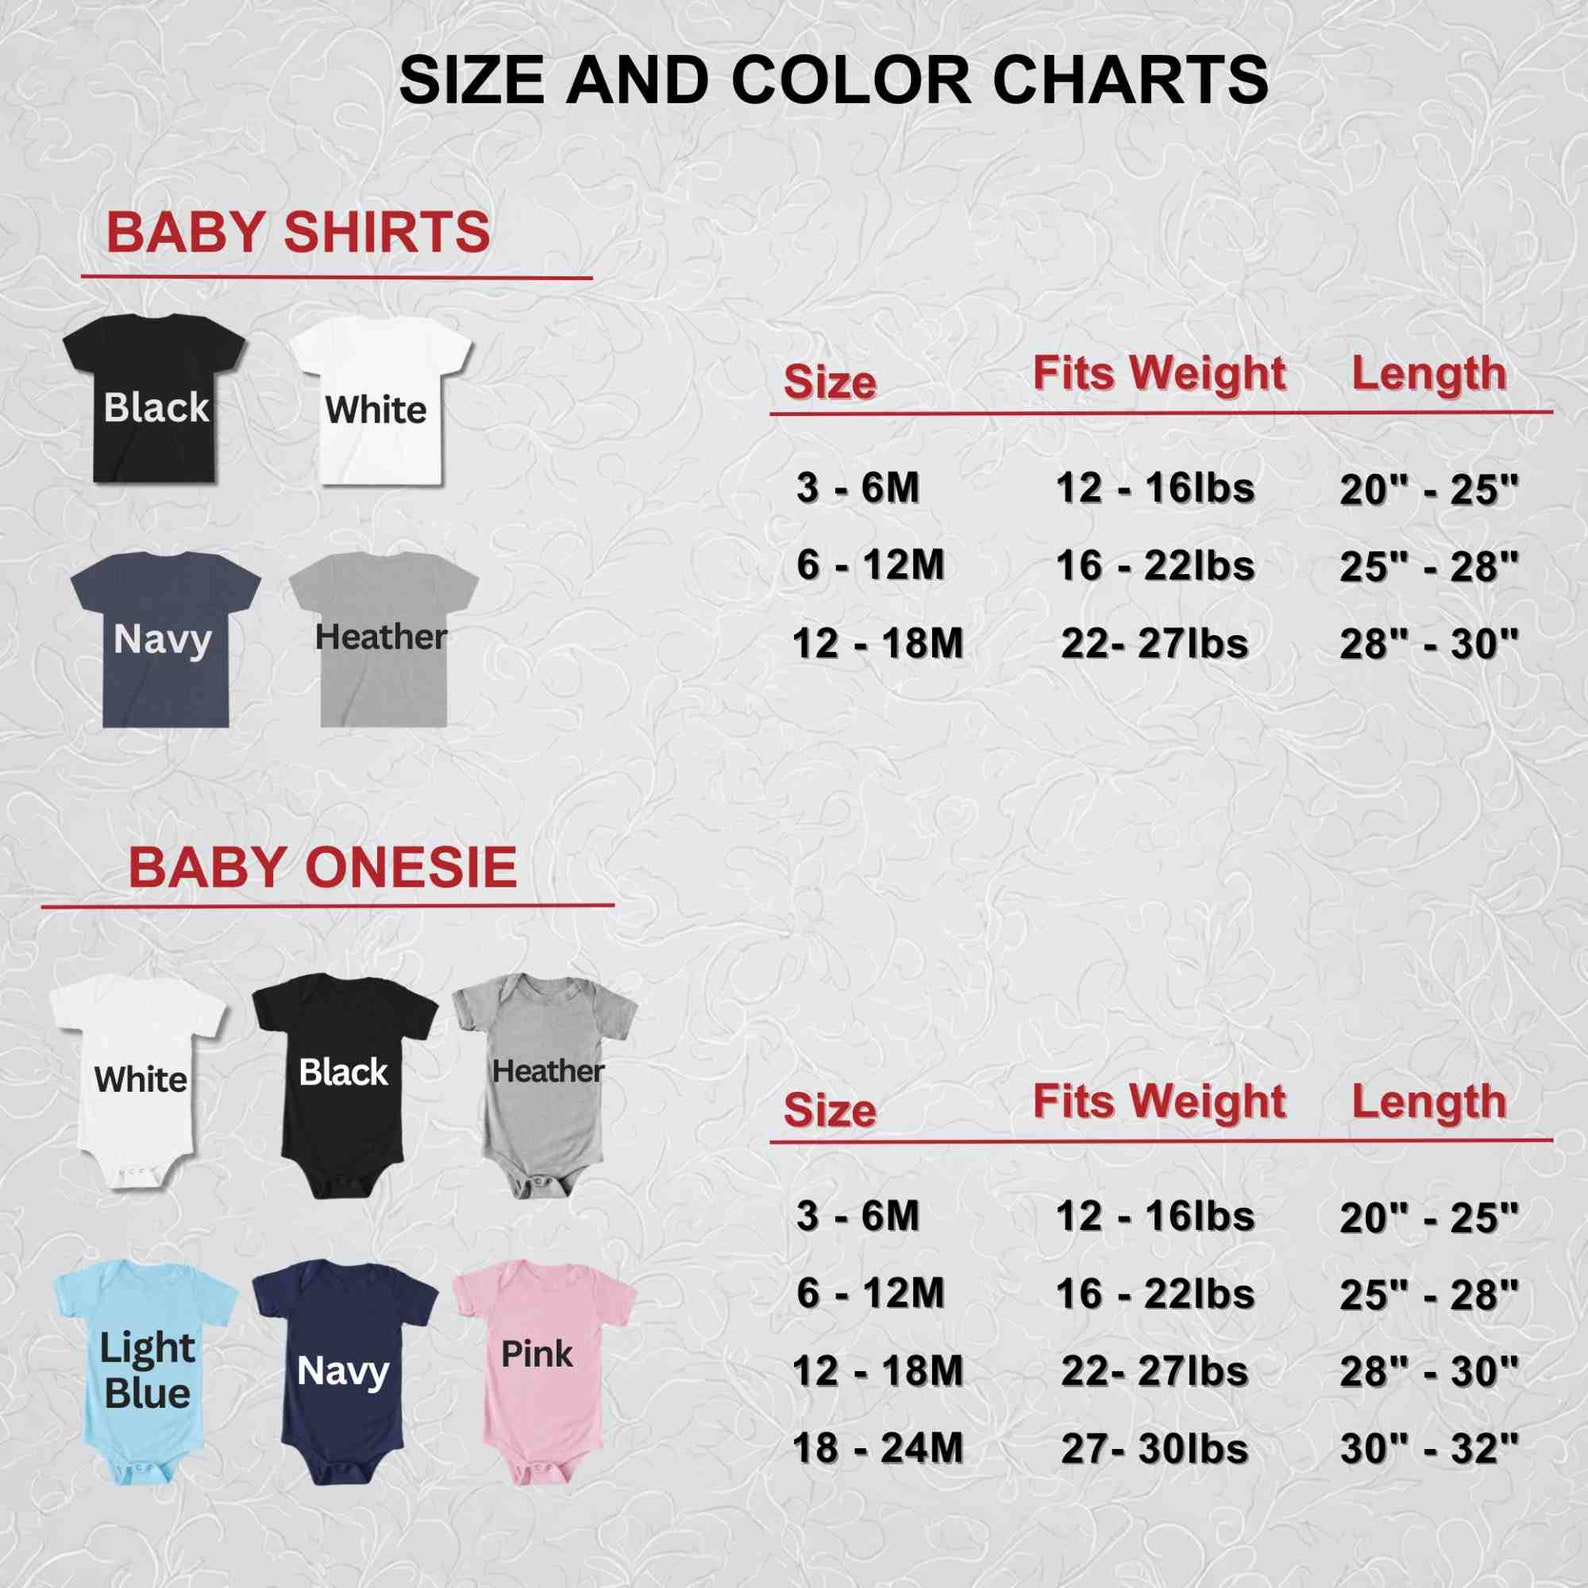 SIZE AND COLOR CHARTS
BABY SHIRTS
Black
White
Navy
Heather
Size Fits Weight Length
3 - 6M 12 - 16lbs 20" - 25"
6 - 12M 16 - 22lbs 25" - 28"
12 - 18M 22- 27lbs 28" - 30"
BABY ONESIE
White
Black
Heather
Light
Blue
Navy
Pink
Size Fits Weight Length
3 - 6M 12 - 16lbs 20" - 25"
6 - 12M 16 - 22lbs 25" - 28"
12 - 18M 22- 27lbs 28" - 30"
18 - 24M 27- 30lbs 30" - 32"